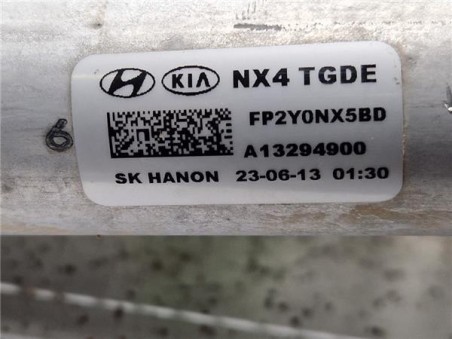 KIA NX4 TGDE
FP2Y0NX5BD
A13294900
SK HANON 23-06-13 01:30
6